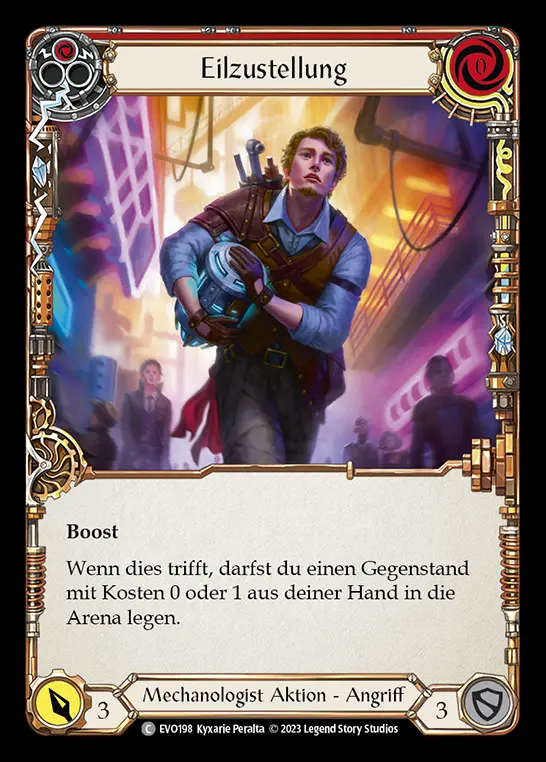 Eilzustellung
0
Boost
Wenn dies trifft, darfst du einen Gegenstand
mit Kosten 0 oder 1 aus deiner Hand in die
Arena legen.
3
Mechanologist Aktion - Angriff
3
C EVO198 Kyxarie Peralta © 2023 Legend Story Studios